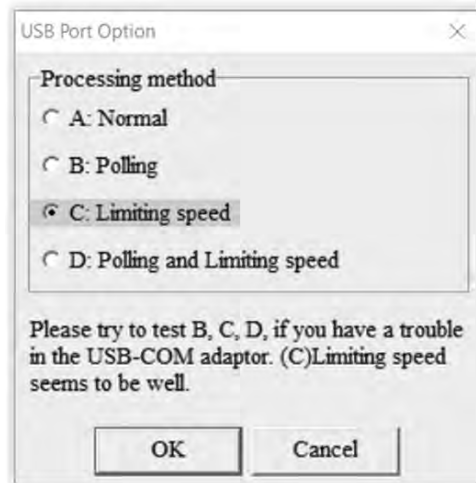 USB Port Option
Processing method
A: Normal
B: Polling
C: Limiting speed
D: Polling and Limiting speed
Please try to test B, C, D, if you have a trouble
in the USB-COM adaptor. (C)Limiting speed
seems to be well.
OK Cancel